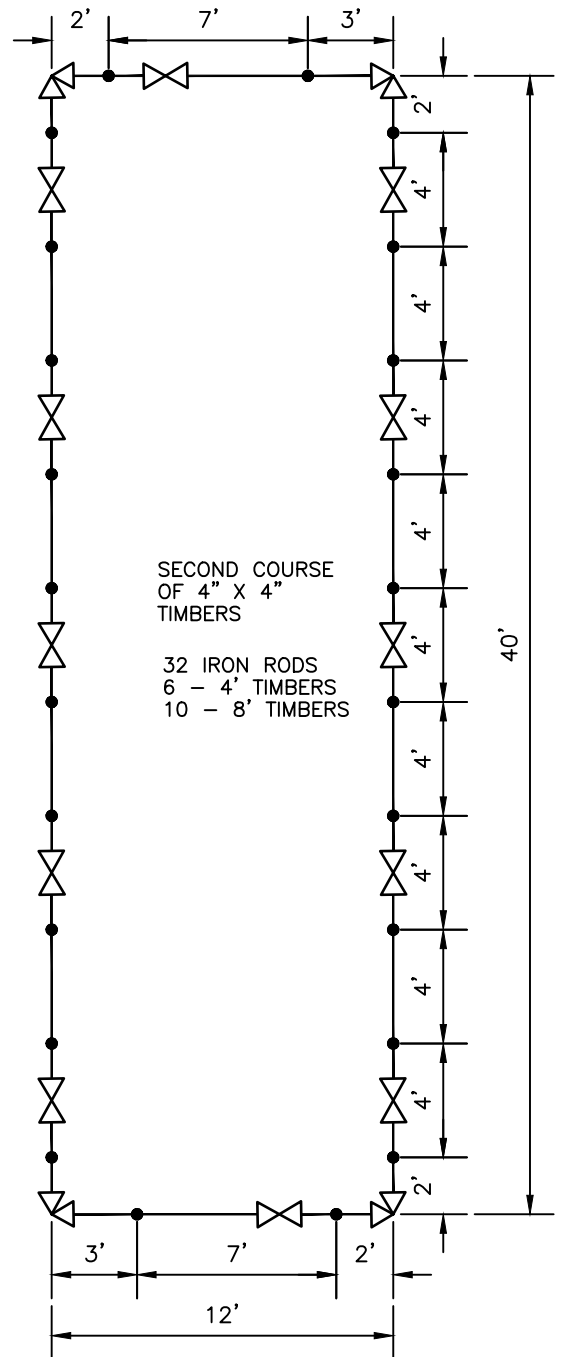 2' 7' 3'
2'
4'
4'
4'
4'
4'
4'
4'
4'
4'
2'
40'
SECOND COURSE
OF 4" X 4"
TIMBERS
32 IRON RODS
6 – 4' TIMBERS
10 – 8' TIMBERS
3' 7' 2'
12'